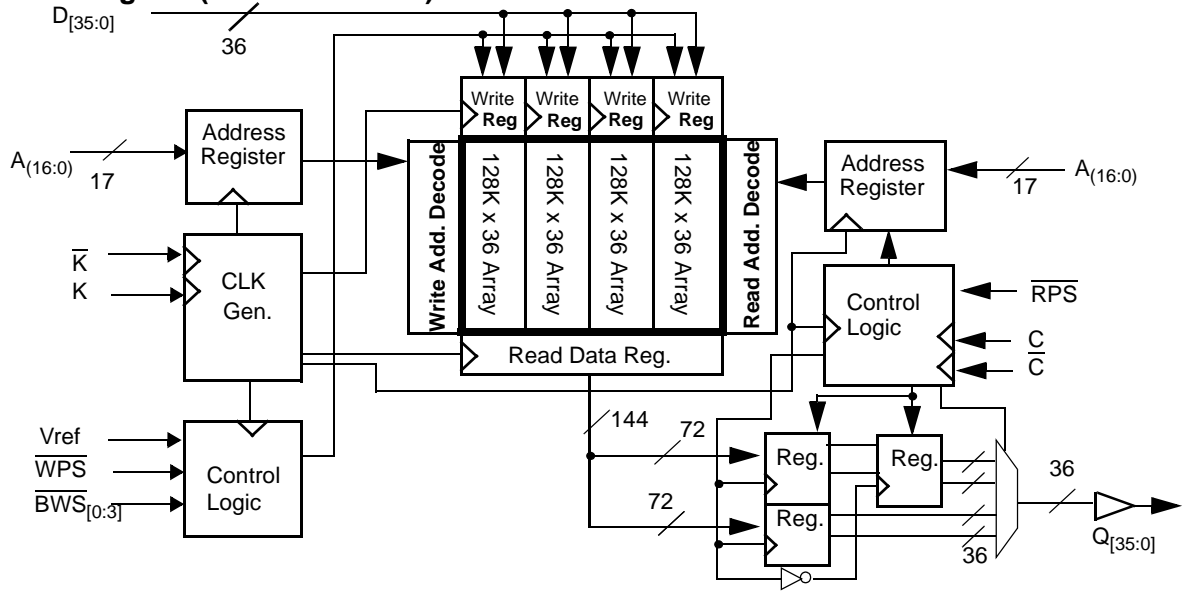 D[35:0]
36
Write Reg
Write Reg
Write Reg
Write Reg
Address Register
A(16:0)
17
Write Add. Decode
128K x 36 Array
128K x 36 Array
128K x 36 Array
128K x 36 Array
Read Add. Decode
Address Register
17
A(16:0)
K̅
K
CLK Gen.
Control Logic
R̅P̅S̅
C
C̅
Read Data Reg.
Vref
W̅P̅S̅
B̅W̅S̅[0:3]
Control Logic
144
72
72
Reg.
Reg.
Reg.
36
36
Q[35:0]